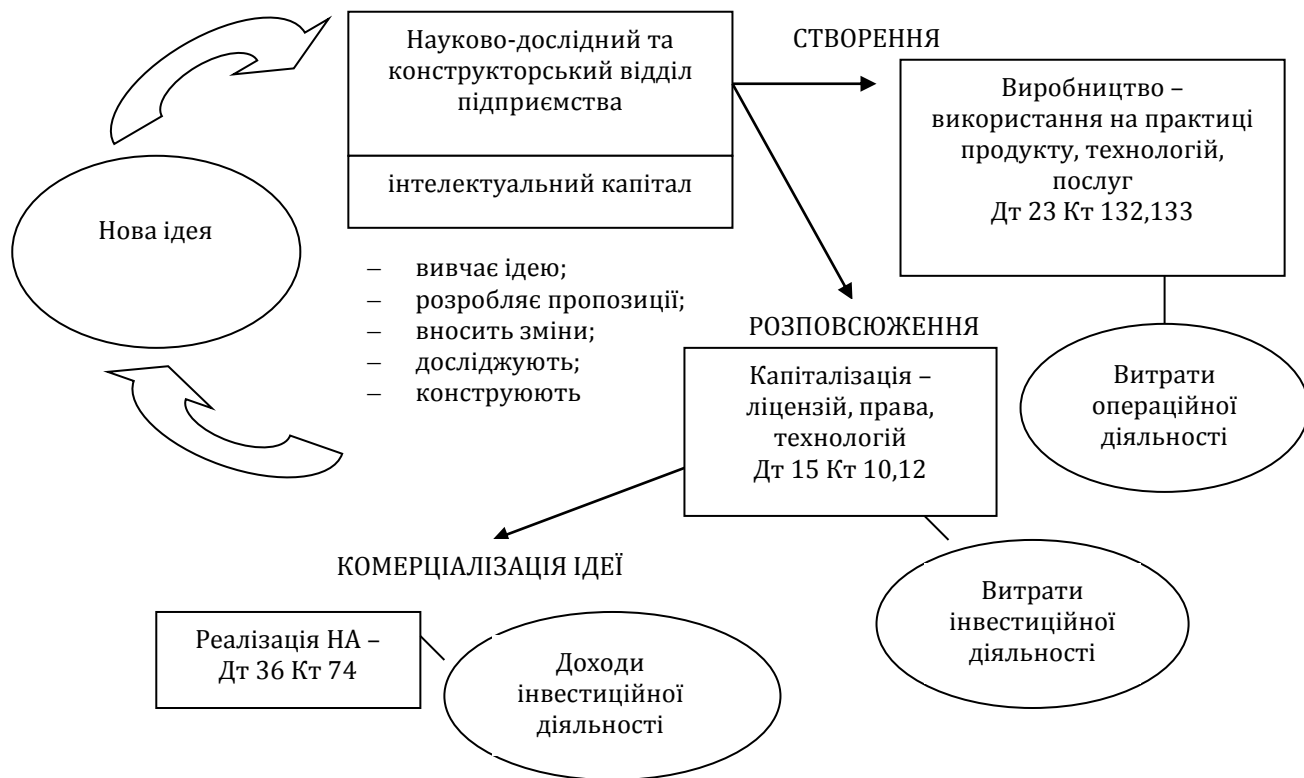 Науково-дослідний та
конструкторський відділ
підприємства
інтелектуальний капітал
СТВОРЕННЯ
Виробництво –
використання на практиці
продукту, технологій,
послуг
Дт 23 Кт 132,133
Нова ідея
– вивчає ідею;
– розробляє пропозиції;
– вносить зміни;
– досліджують;
– конструюють
РОЗПОВСЮЖЕННЯ
Капіталізація –
ліцензій, права,
технологій
Дт 15 Кт 10,12
Витрати
операційної
діяльності
КОМЕРЦІАЛІЗАЦІЯ ІДЕЇ
Витрати
інвестиційної
діяльності
Реалізація НА –
Дт 36 Кт 74
Доходи
інвестиційної
діяльності